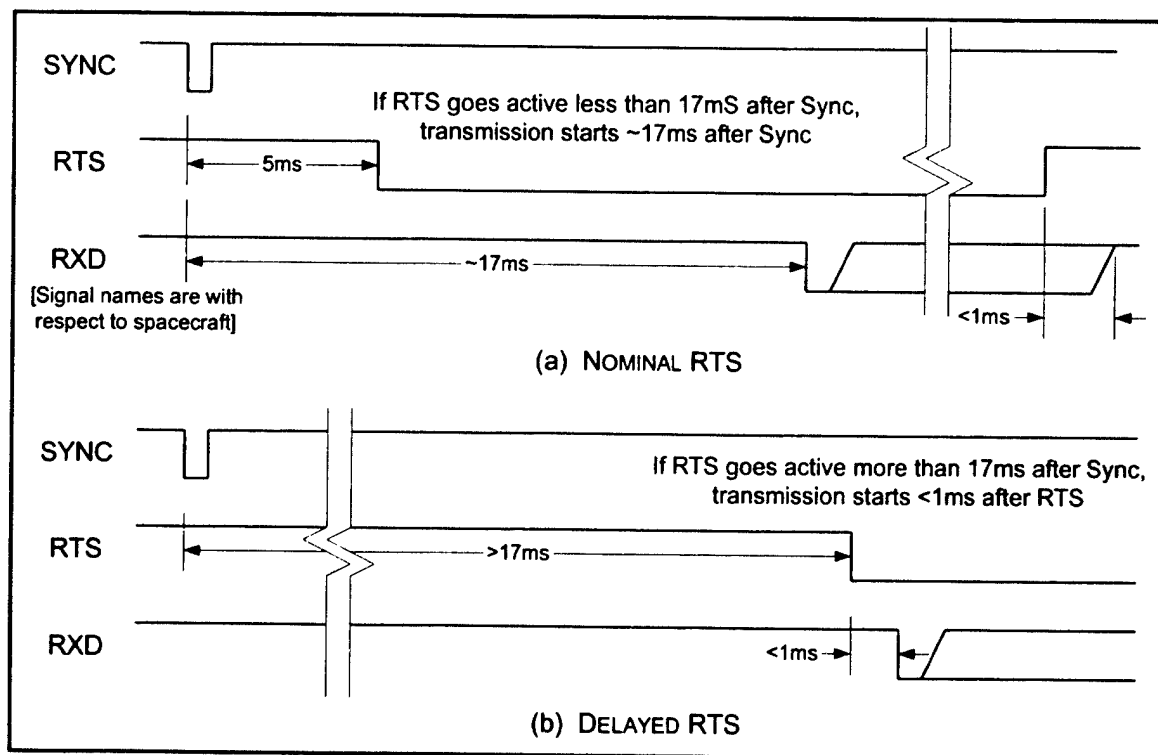 SYNC
If RTS goes active less than 17mS after Sync,
transmission starts ~17ms after Sync
RTS
5ms
RXD
~17ms
[Signal names are with
respect to spacecraft]
<1ms
(a) NOMINAL RTS
SYNC
If RTS goes active more than 17ms after Sync,
transmission starts <1ms after RTS
RTS
>17ms
RXD
<1ms
(b) DELAYED RTS